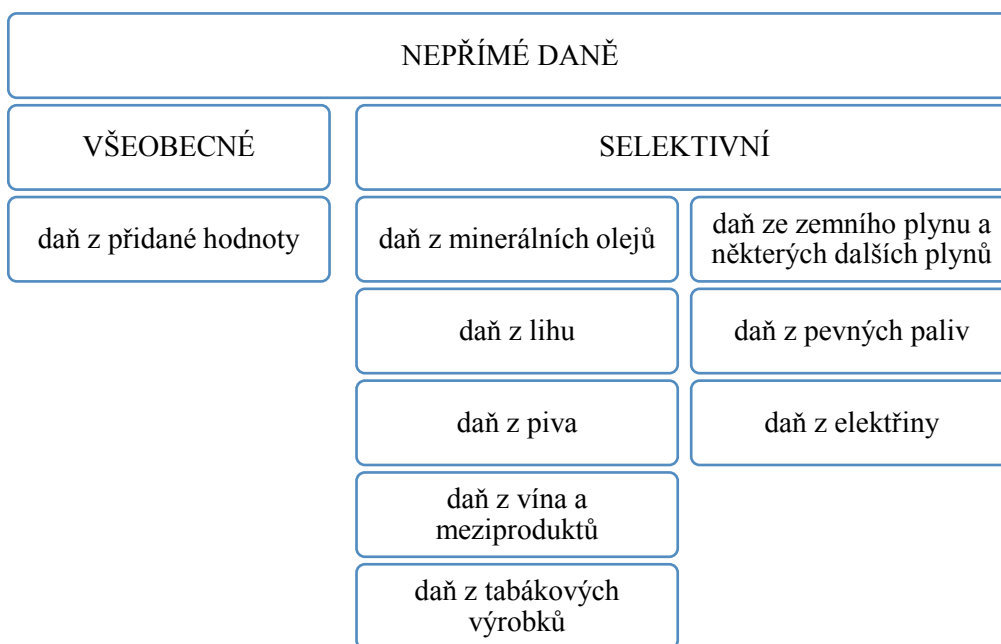 NEPŘÍMÉ DANĚ
VŠEOBECNÉ
SELEKTIVNÍ
daň z přidané hodnoty
daň z minerálních olejů
daň ze zemního plynu a
některých dalších plynů
daň z lihu
daň z pevných paliv
daň z piva
daň z elektřiny
daň z vína a
meziproduktů
daň z tabákových
výrobků